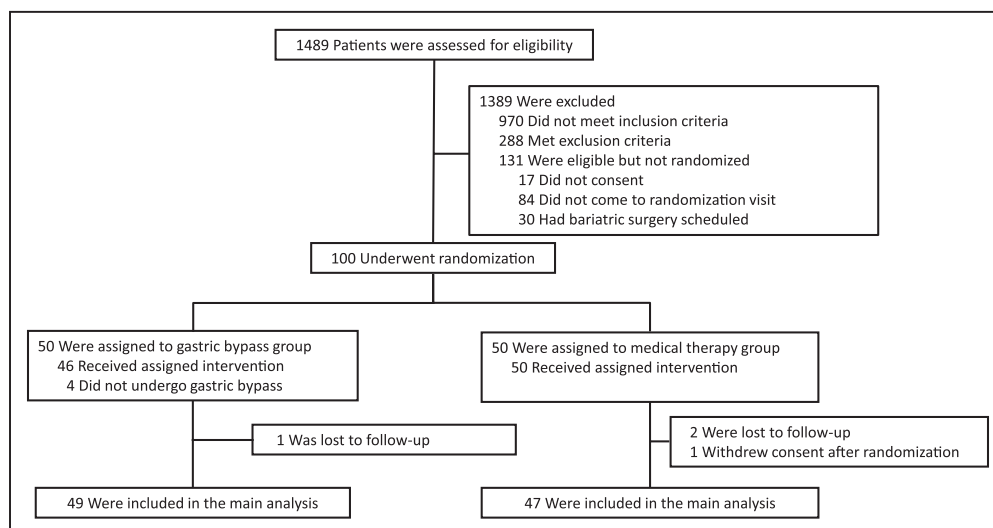 1489 Patients were assessed for eligibility
1389 Were excluded
970 Did not meet inclusion criteria
288 Met exclusion criteria
131 Were eligible but not randomized
17 Did not consent
84 Did not come to randomization visit
30 Had bariatric surgery scheduled
100 Underwent randomization
50 Were assigned to gastric bypass group
46 Received assigned intervention
4 Did not undergo gastric bypass
50 Were assigned to medical therapy group
50 Received assigned intervention
1 Was lost to follow-up
2 Were lost to follow-up
1 Withdrew consent after randomization
49 Were included in the main analysis
47 Were included in the main analysis